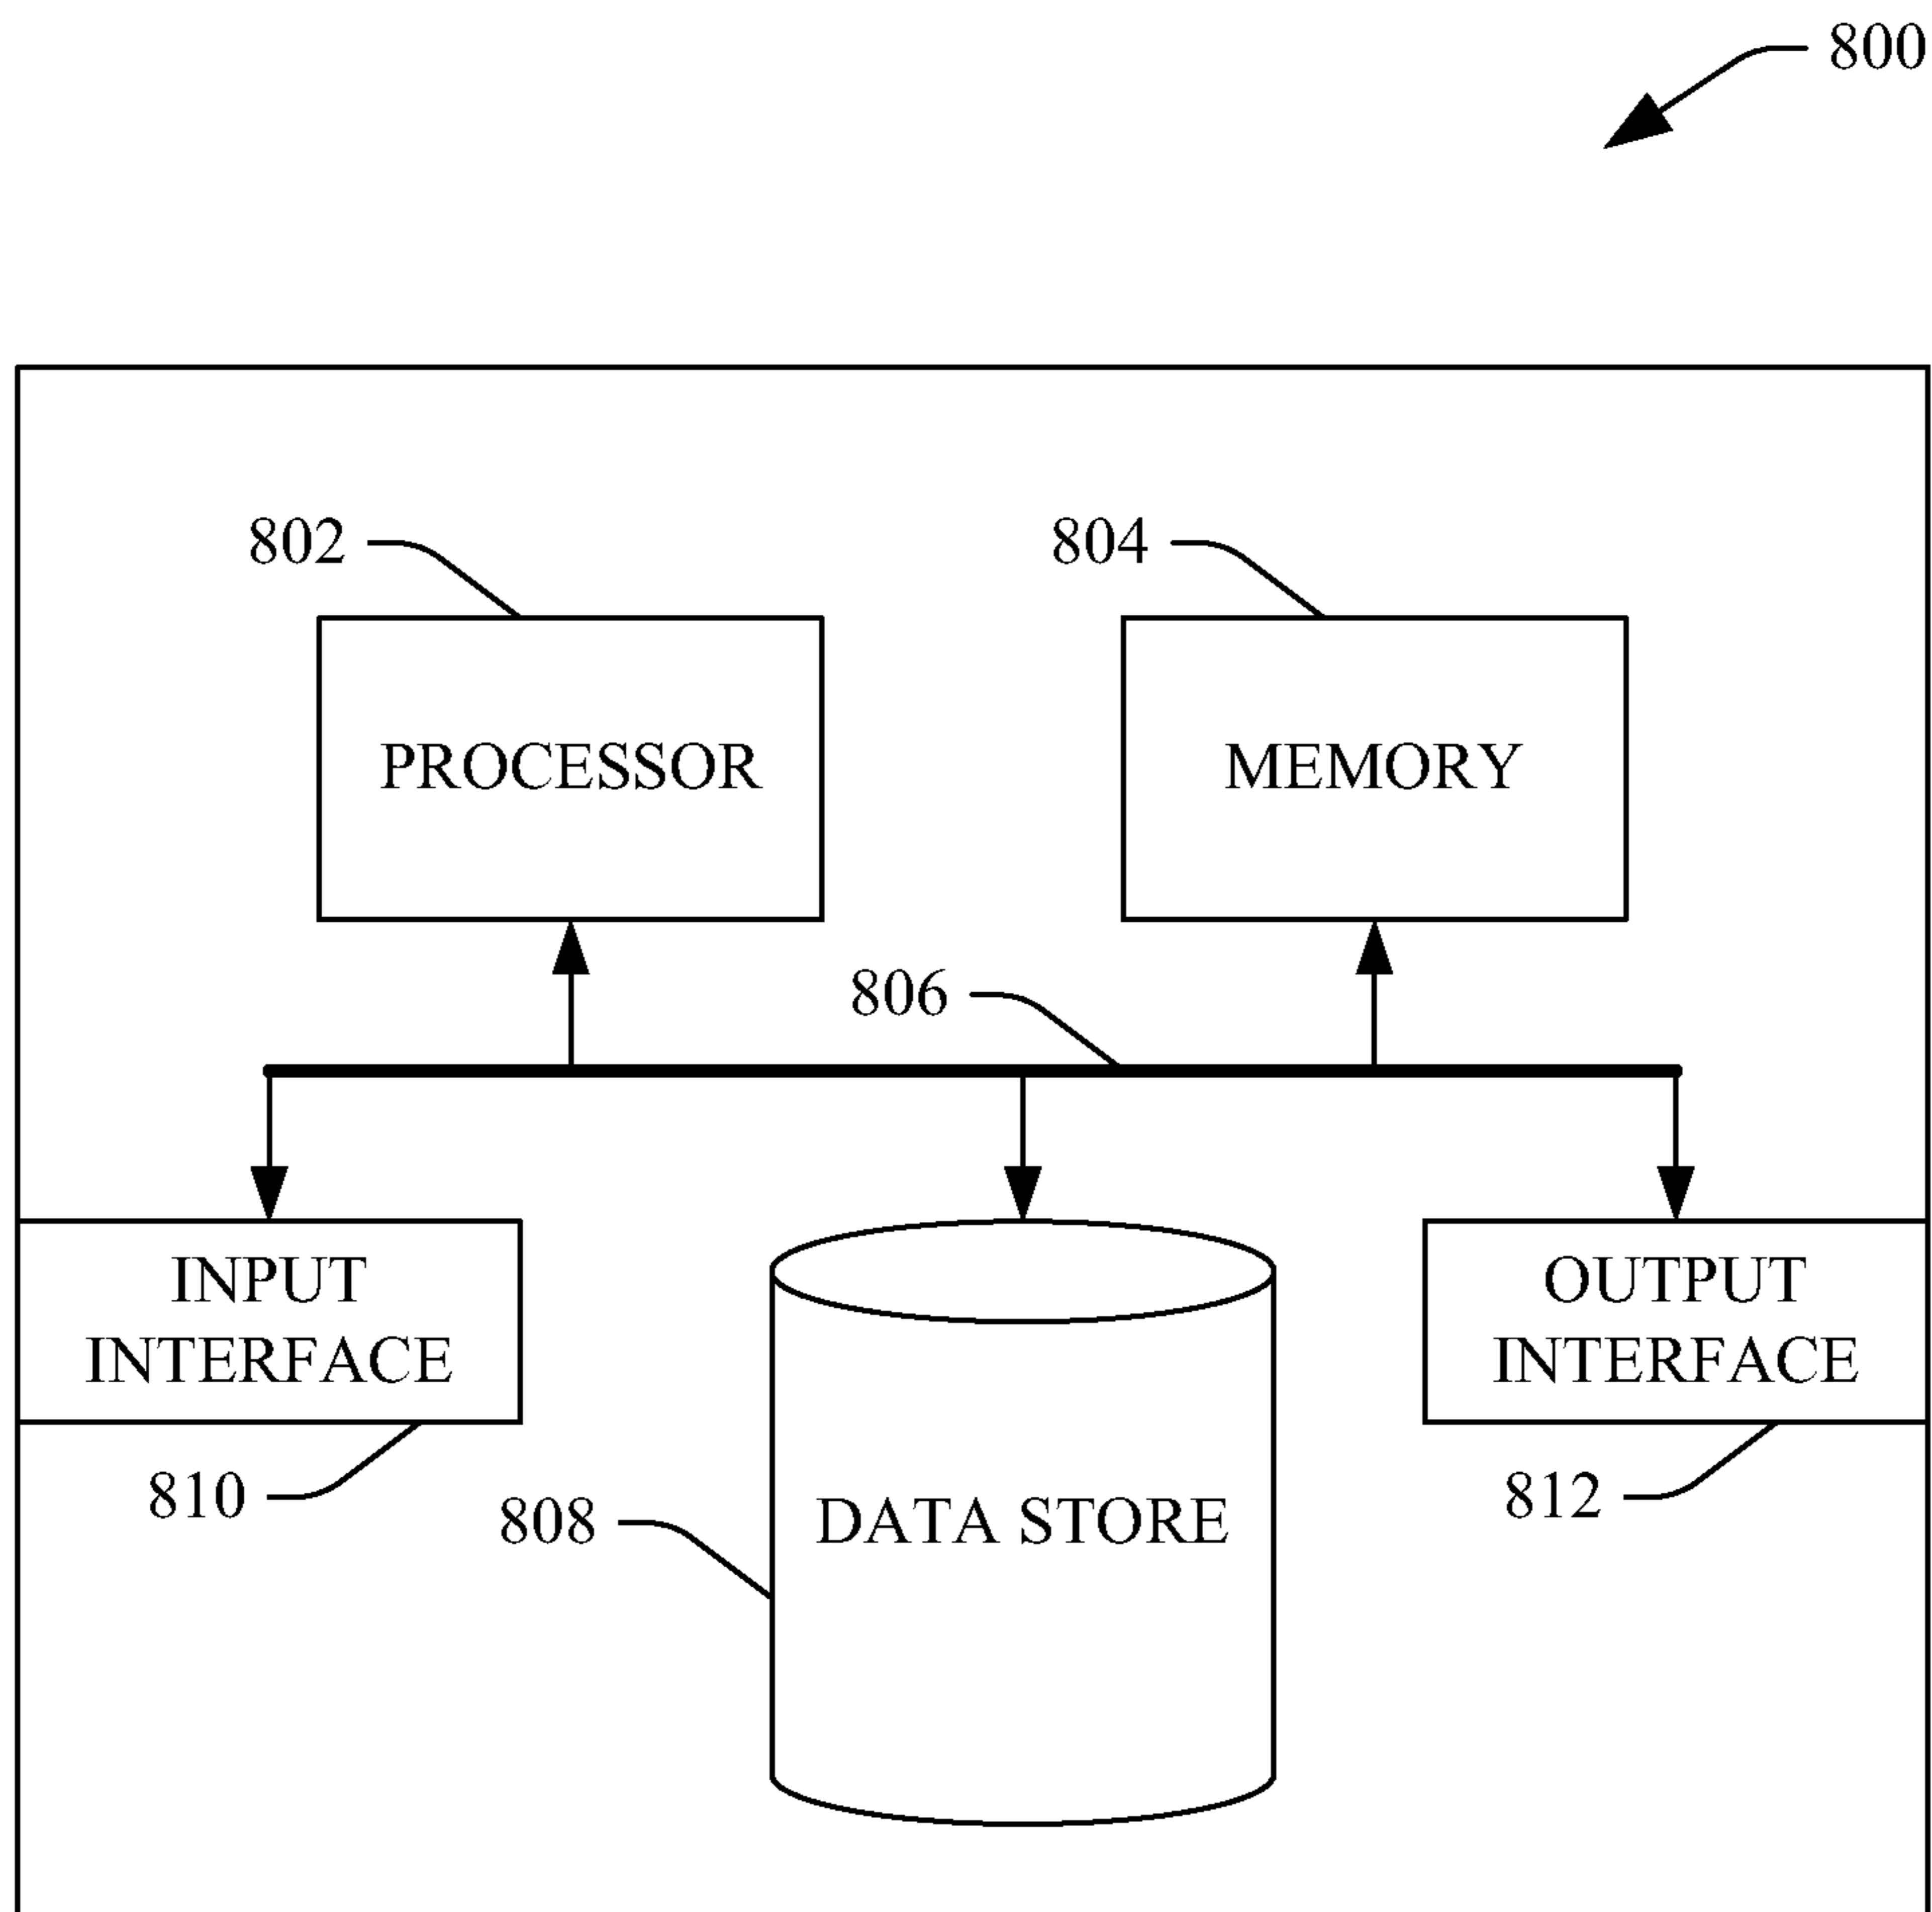 800
802
804
PROCESSOR
MEMORY
806
INPUT
INTERFACE
OUTPUT
INTERFACE
810
808
DATA STORE
812